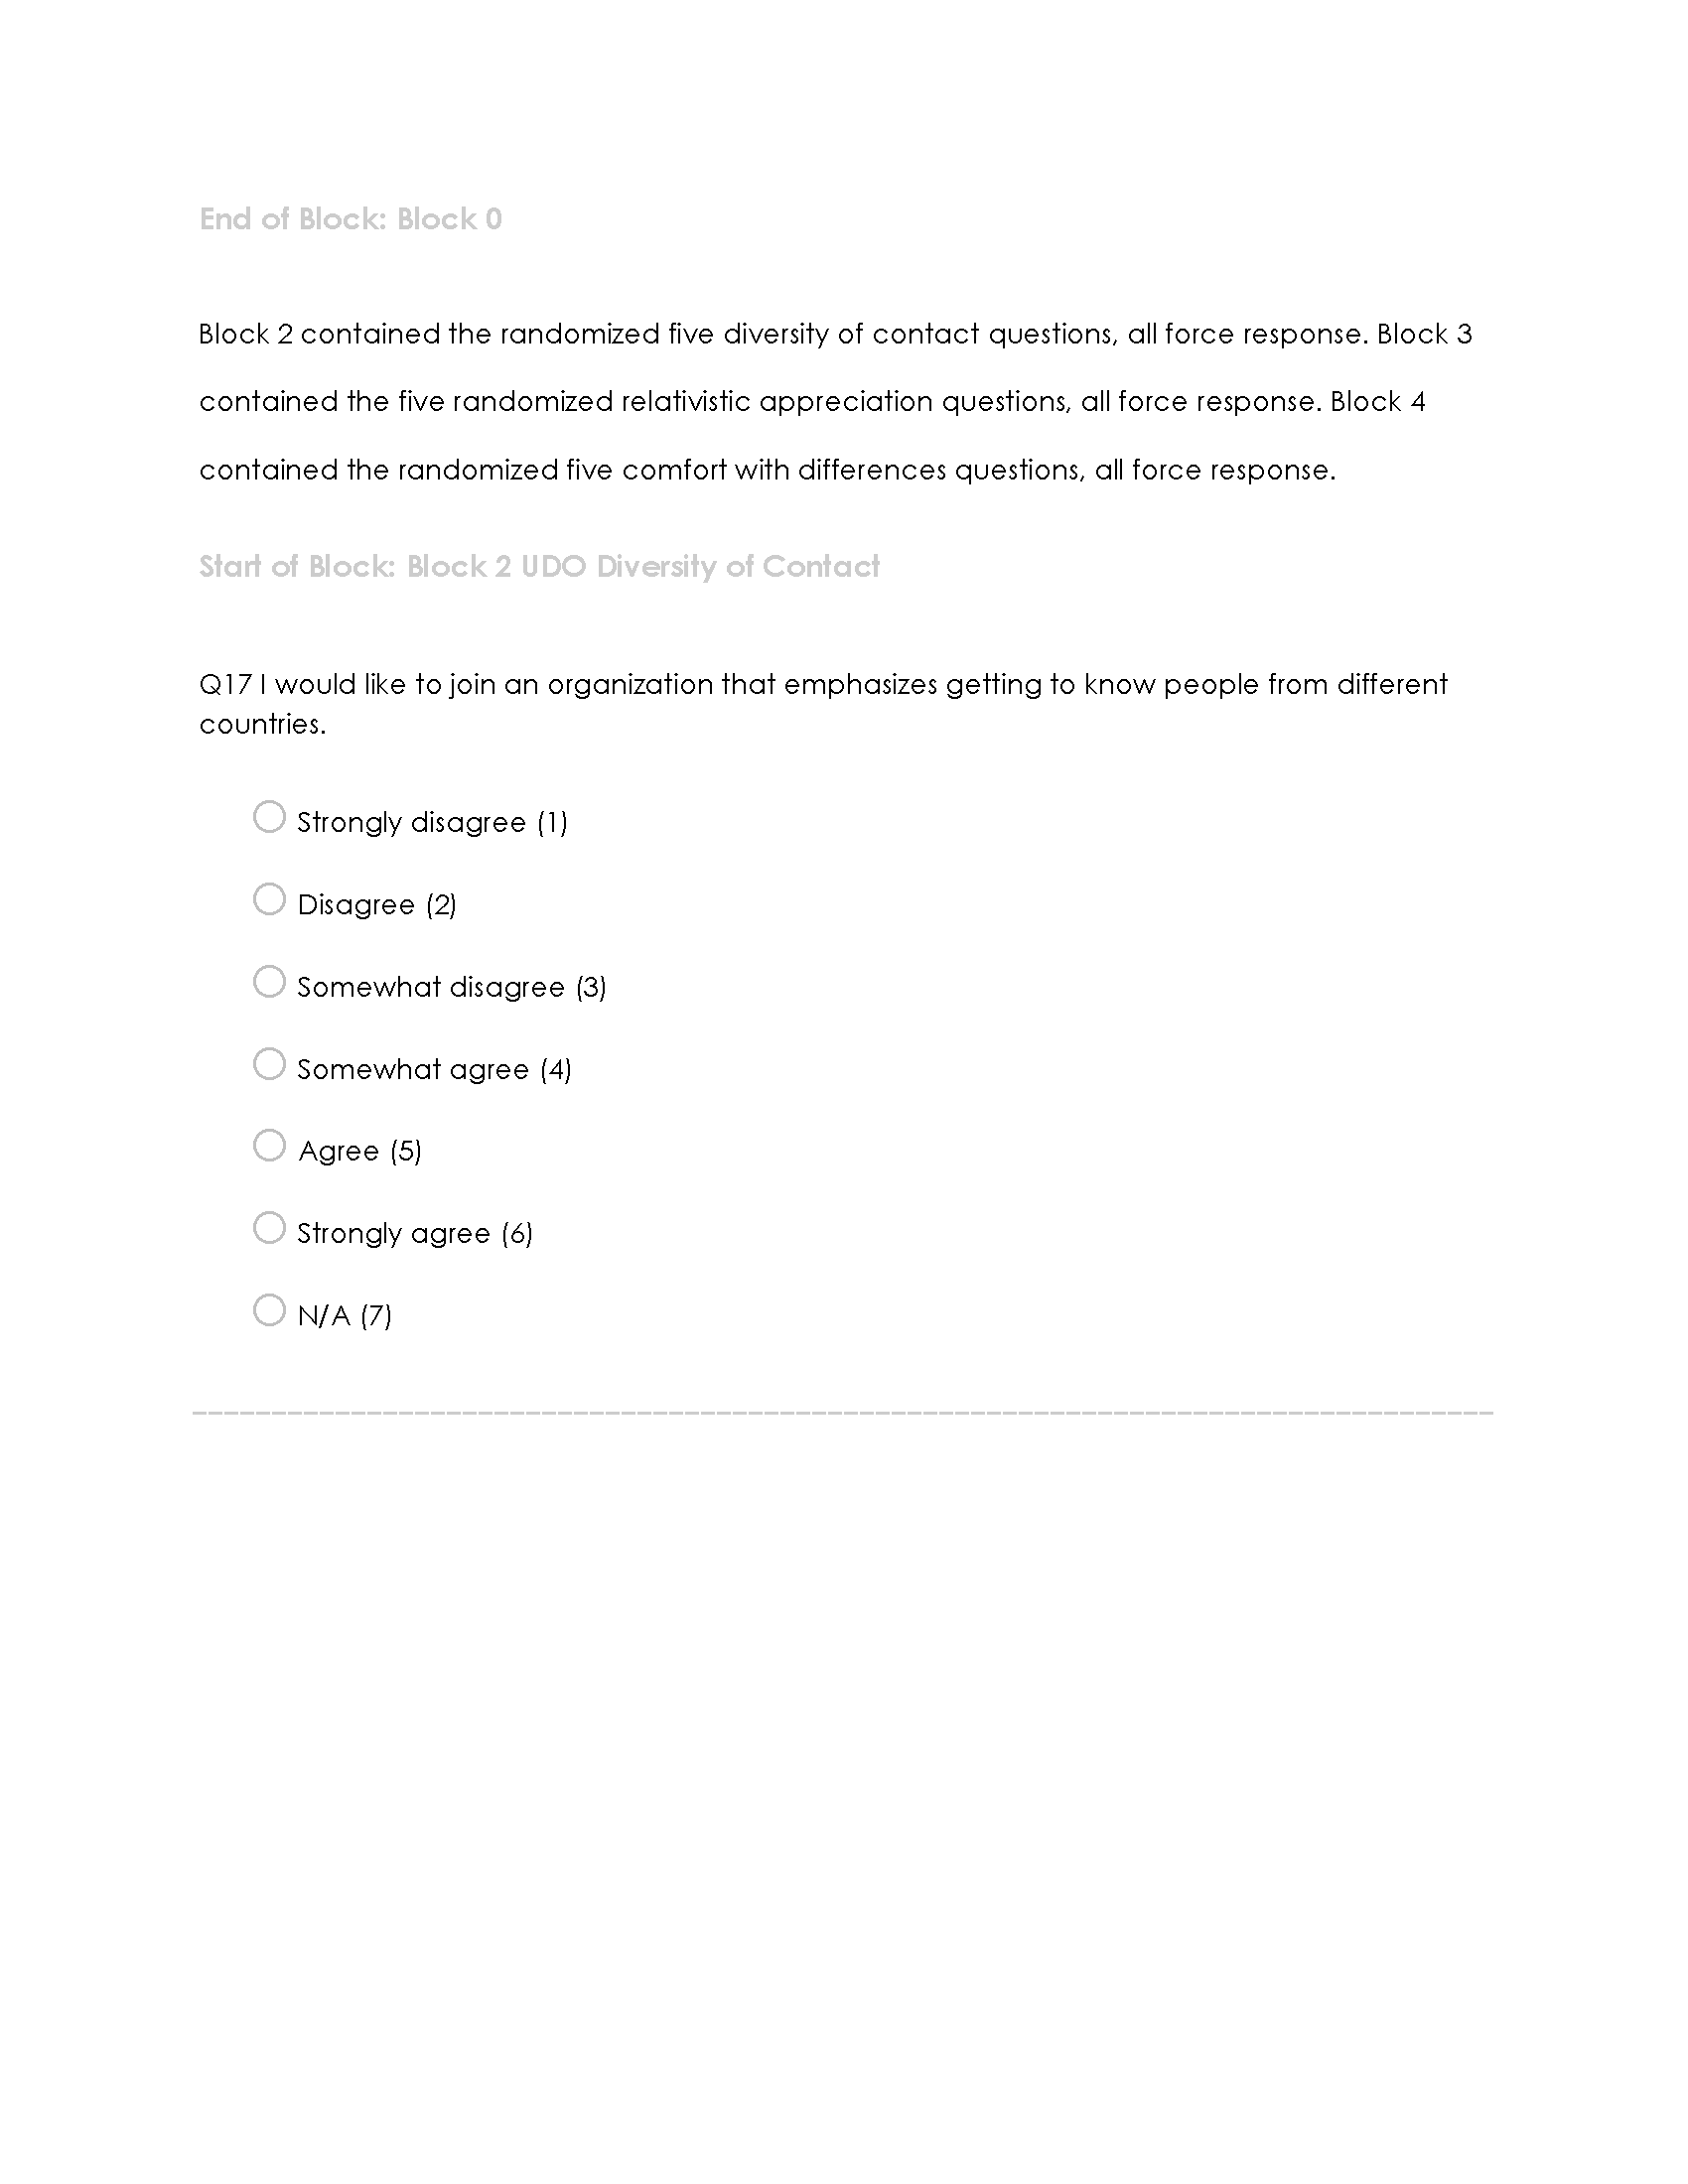 End of Block: Block 0
Block 2 contained the randomized five diversity of contact questions, all force response. Block 3
contained the five randomized relativistic appreciation questions, all force response. Block 4
contained the randomized five comfort with differences questions, all force response.
Start of Block: Block 2 UDO Diversity of Contact
Q17 I would like to join an organization that emphasizes getting to know people from different
countries.
Strongly disagree (1)
Disagree (2)
Somewhat disagree (3)
Somewhat agree (4)
Agree (5)
Strongly agree (6)
N/A (7)